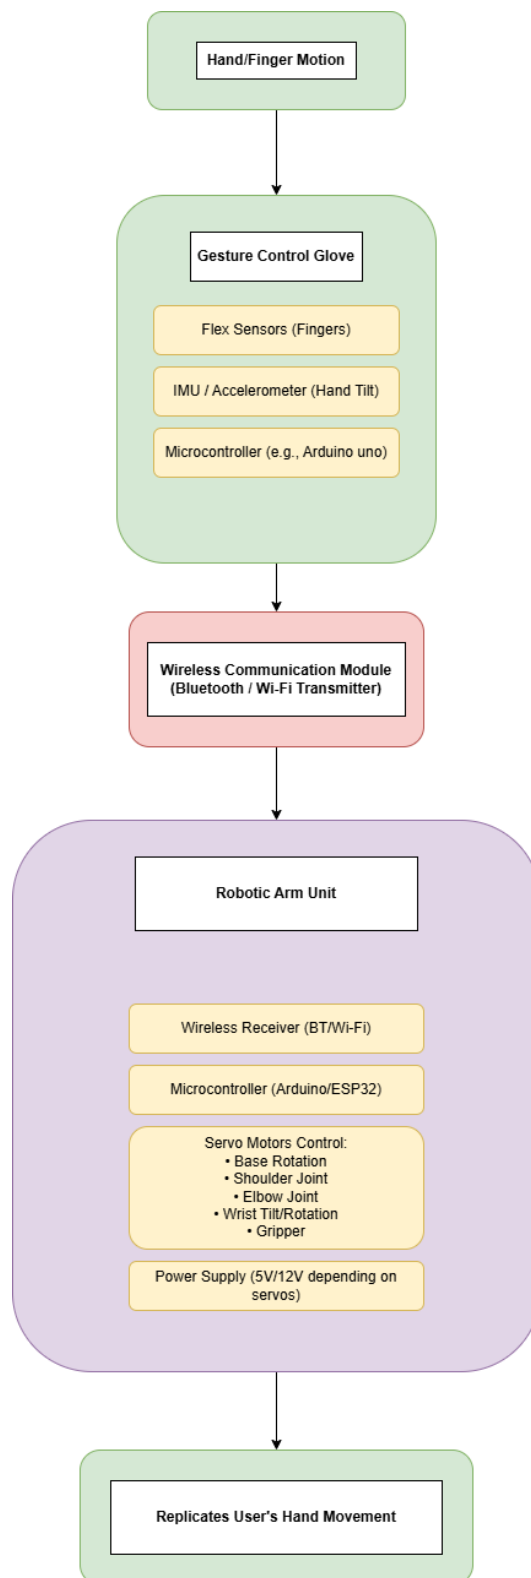 Hand/Finger Motion
Gesture Control Glove
Flex Sensors (Fingers)
IMU / Accelerometer (Hand Tilt)
Microcontroller (e.g., Arduino uno)
Wireless Communication Module
(Bluetooth / Wi-Fi Transmitter)
Robotic Arm Unit
Wireless Receiver (BT/Wi-Fi)
Microcontroller (Arduino/ESP32)
Servo Motors Control:
• Base Rotation
• Shoulder Joint
• Elbow Joint
• Wrist Tilt/Rotation
• Gripper
Power Supply (5V/12V depending on
servos)
Replicates User's Hand Movement